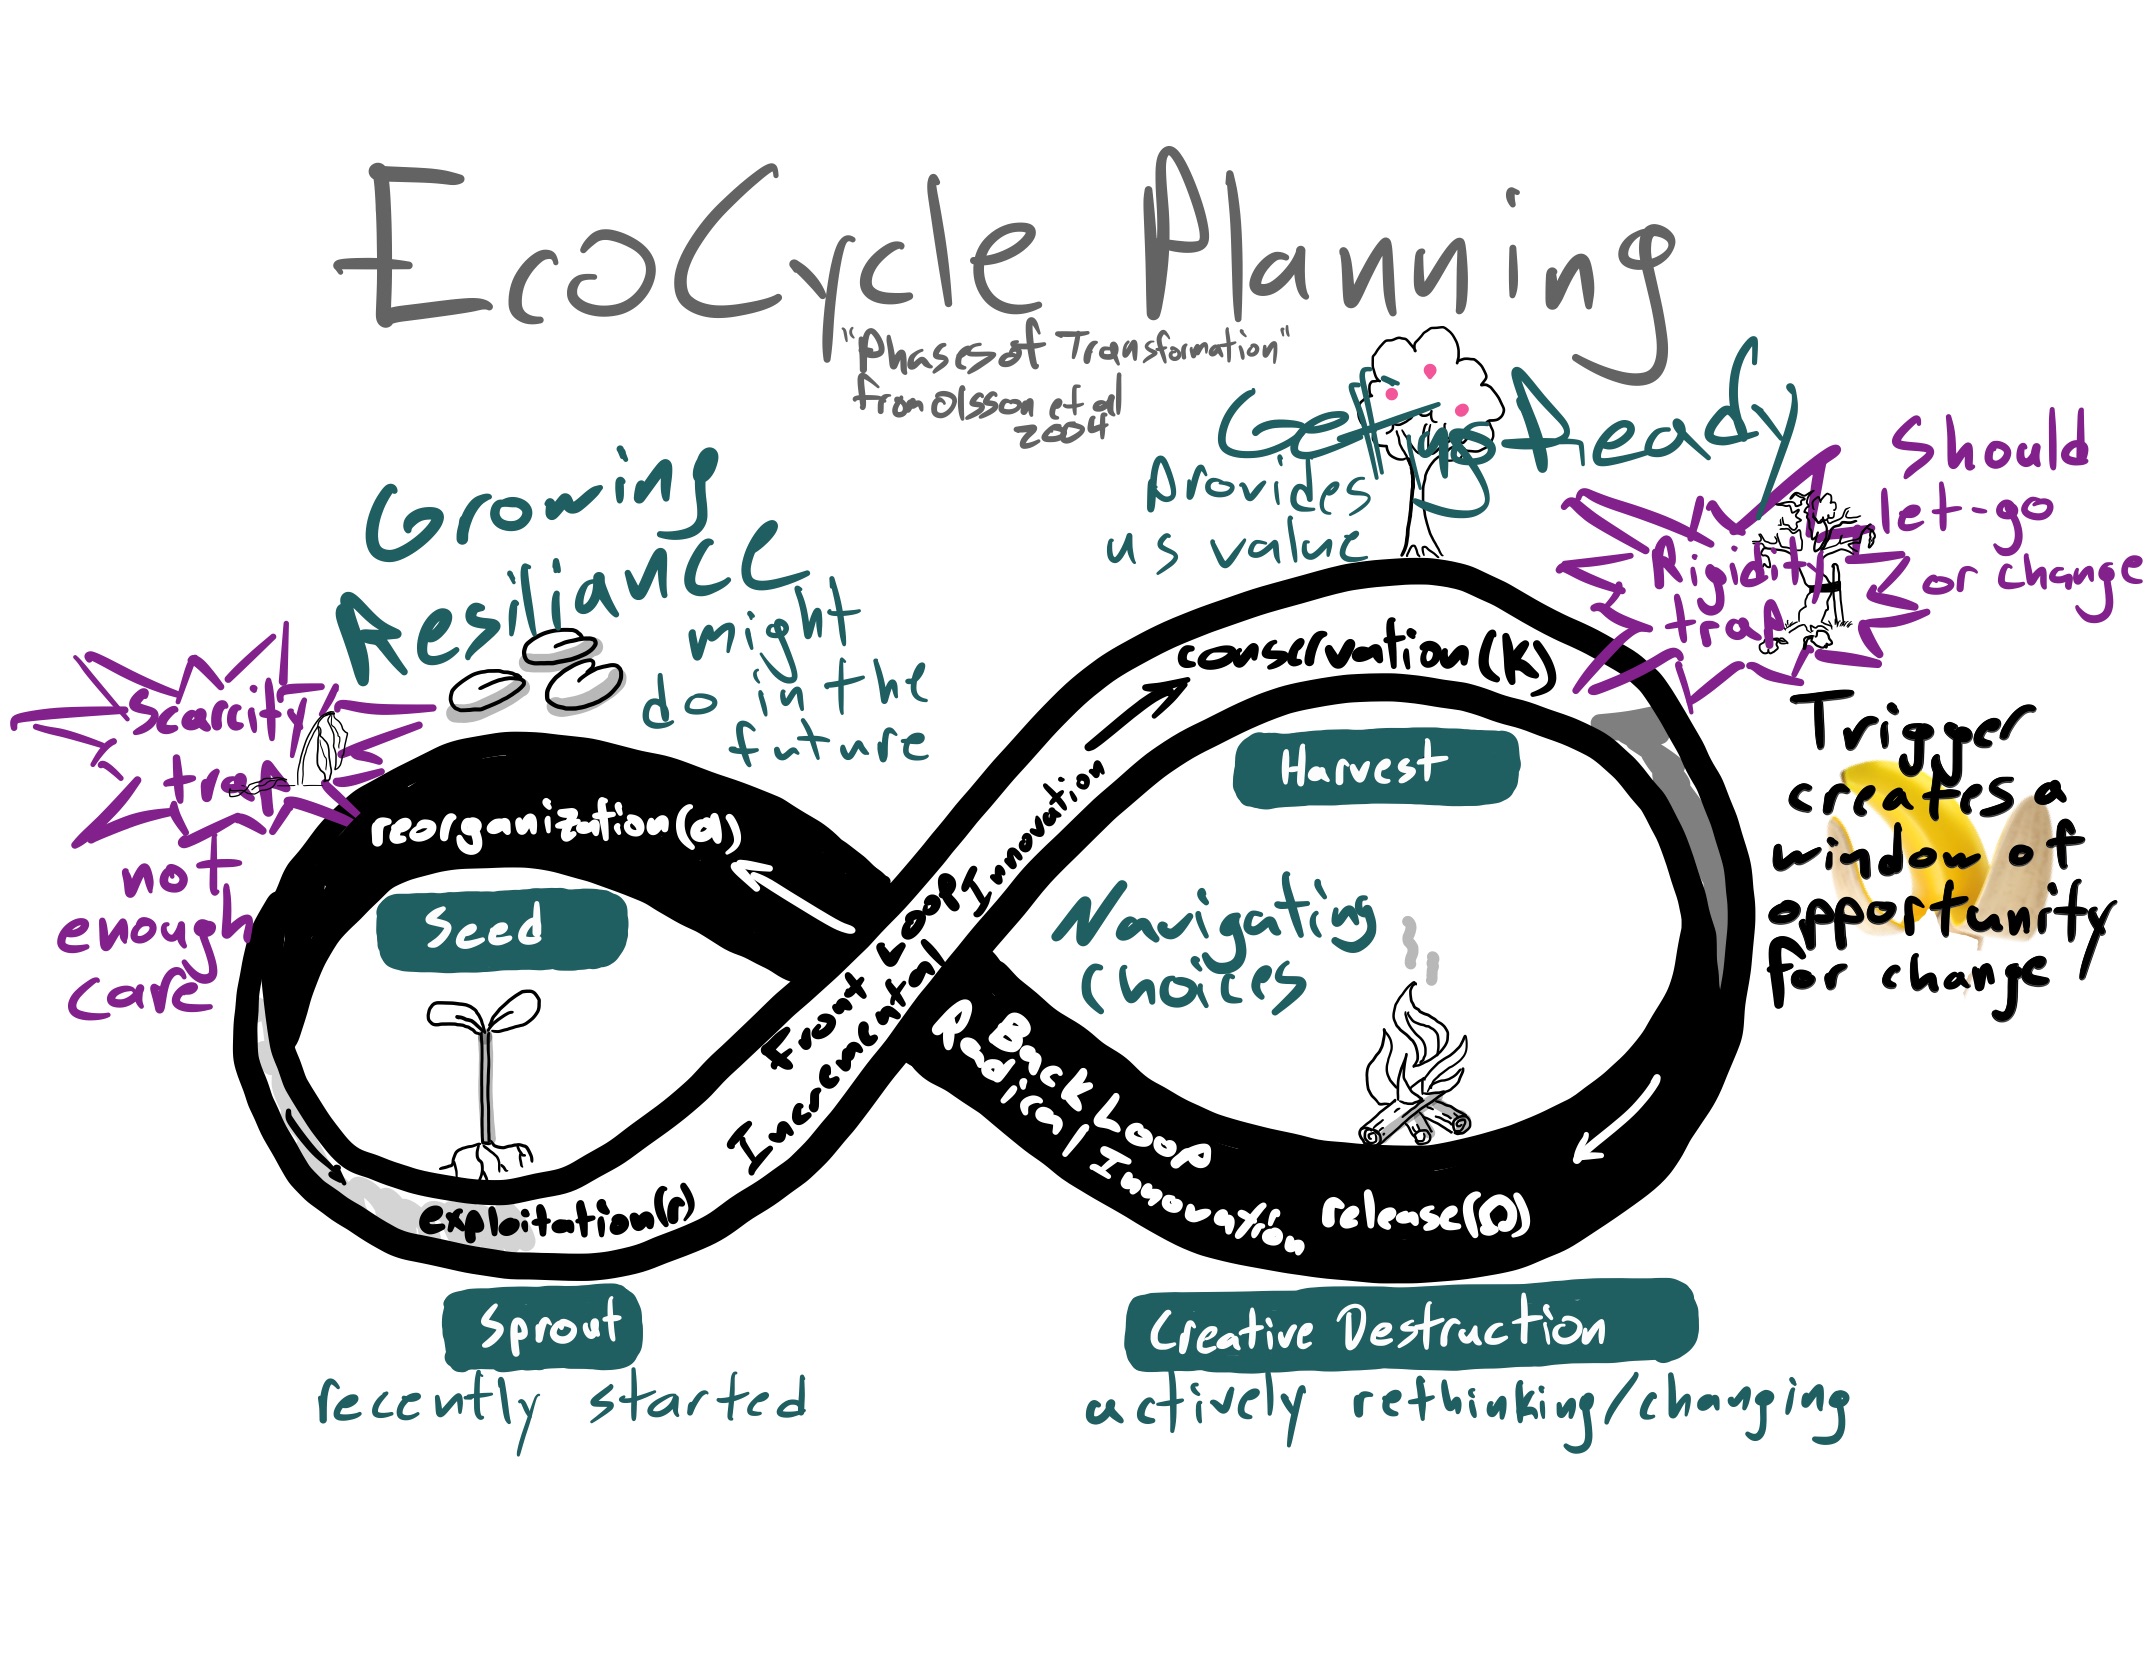 EcoCycle Planning
"Phases of Transformation"
from Olsson et al
2004
Growing
Resiliance
might
do in the
future
Getting Ready
provides
us value
Should
let-go
or change
Rigidity
trap
Scarcity
trap
not
enough
care
conservation (K)
Harvest
Trigger
creates a
window of
opportunity
for change
reorganization (α)
Seed
Front Loop
Incremental Innovation
Navigating
choices
Back Loop
Radical Innovation
exploitation (r)
release (Ω)
Sprout
recently started
Creative Destruction
actively rethinking/changing